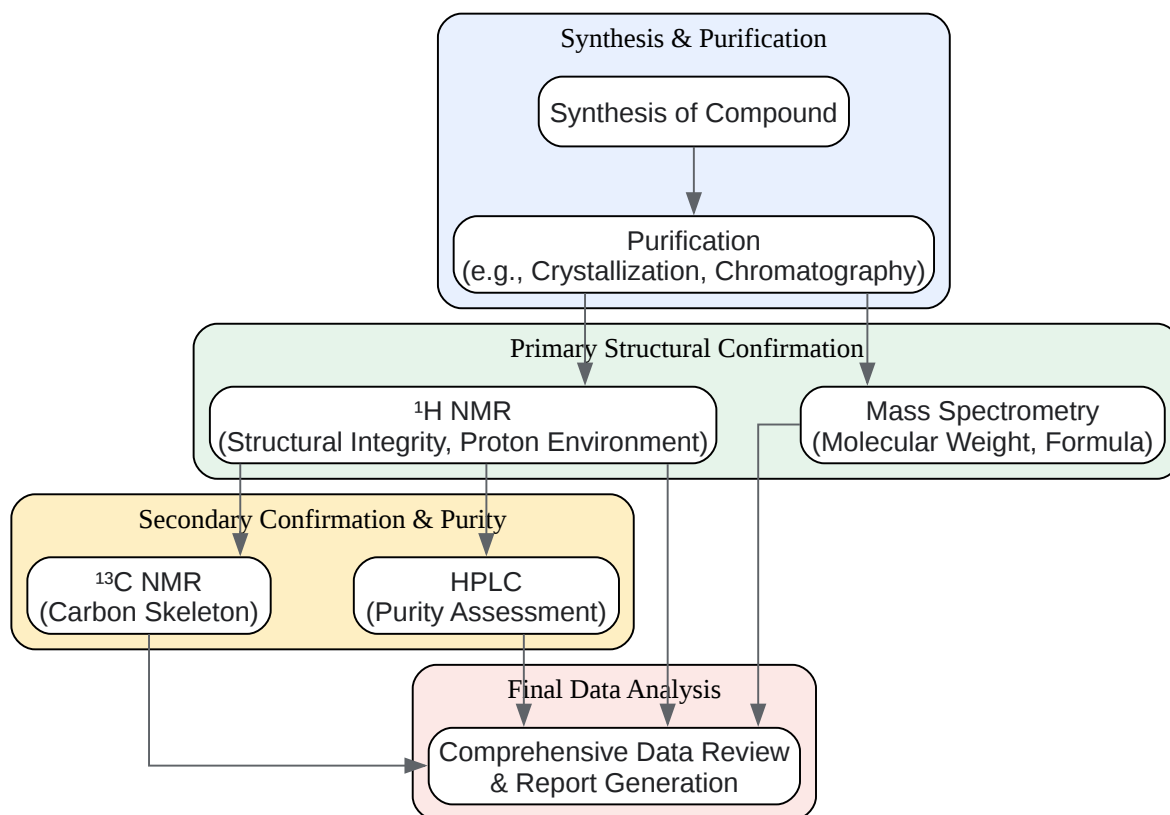 Synthesis & Purification
Synthesis of Compound
Purification
(e.g., Crystallization, Chromatography)
Primary Structural Confirmation
¹H NMR
(Structural Integrity, Proton Environment)
Mass Spectrometry
(Molecular Weight, Formula)
Secondary Confirmation & Purity
¹³C NMR
(Carbon Skeleton)
HPLC
(Purity Assessment)
Final Data Analysis
Comprehensive Data Review
& Report Generation